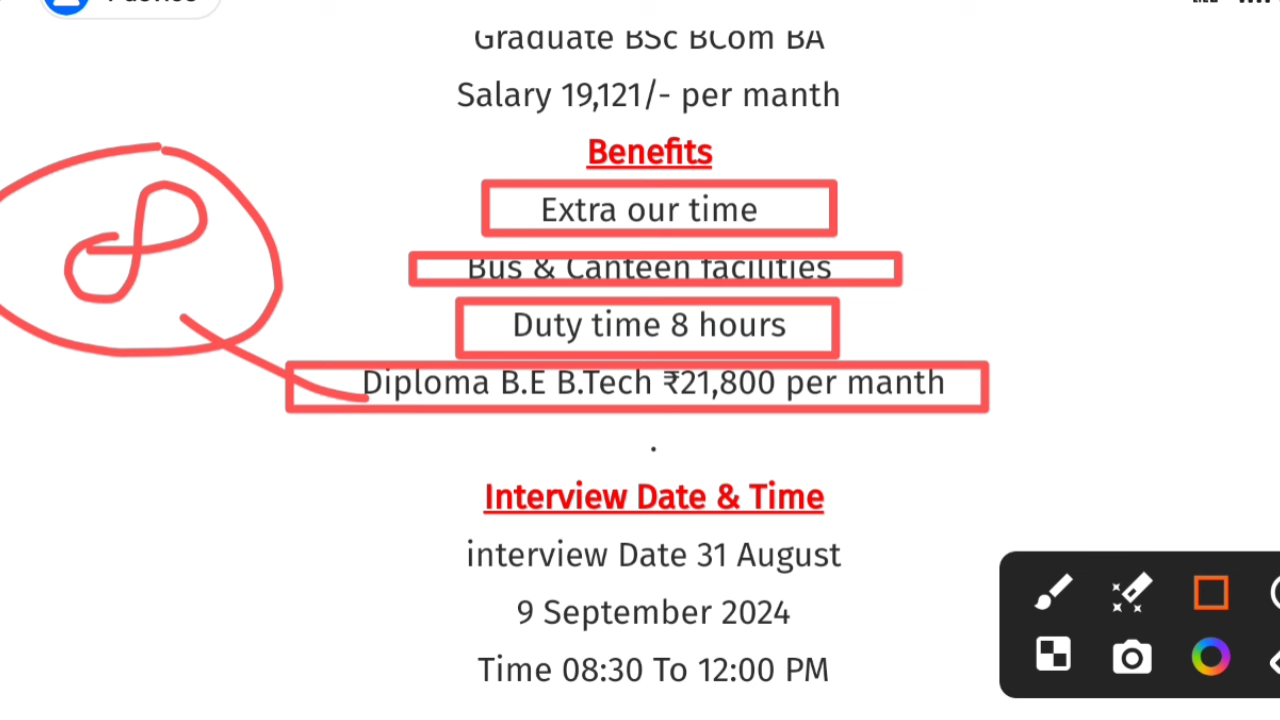 Graduate BSc BCom BA
Salary 19,121/- per manth
Benefits
Extra our time
Bus & Canteen facilities
Duty time 8 hours
Diploma B.E B.Tech ₹21,800 per manth
.
Interview Date & Time
interview Date 31 August
9 September 2024
Time 08:30 To 12:00 PM
8